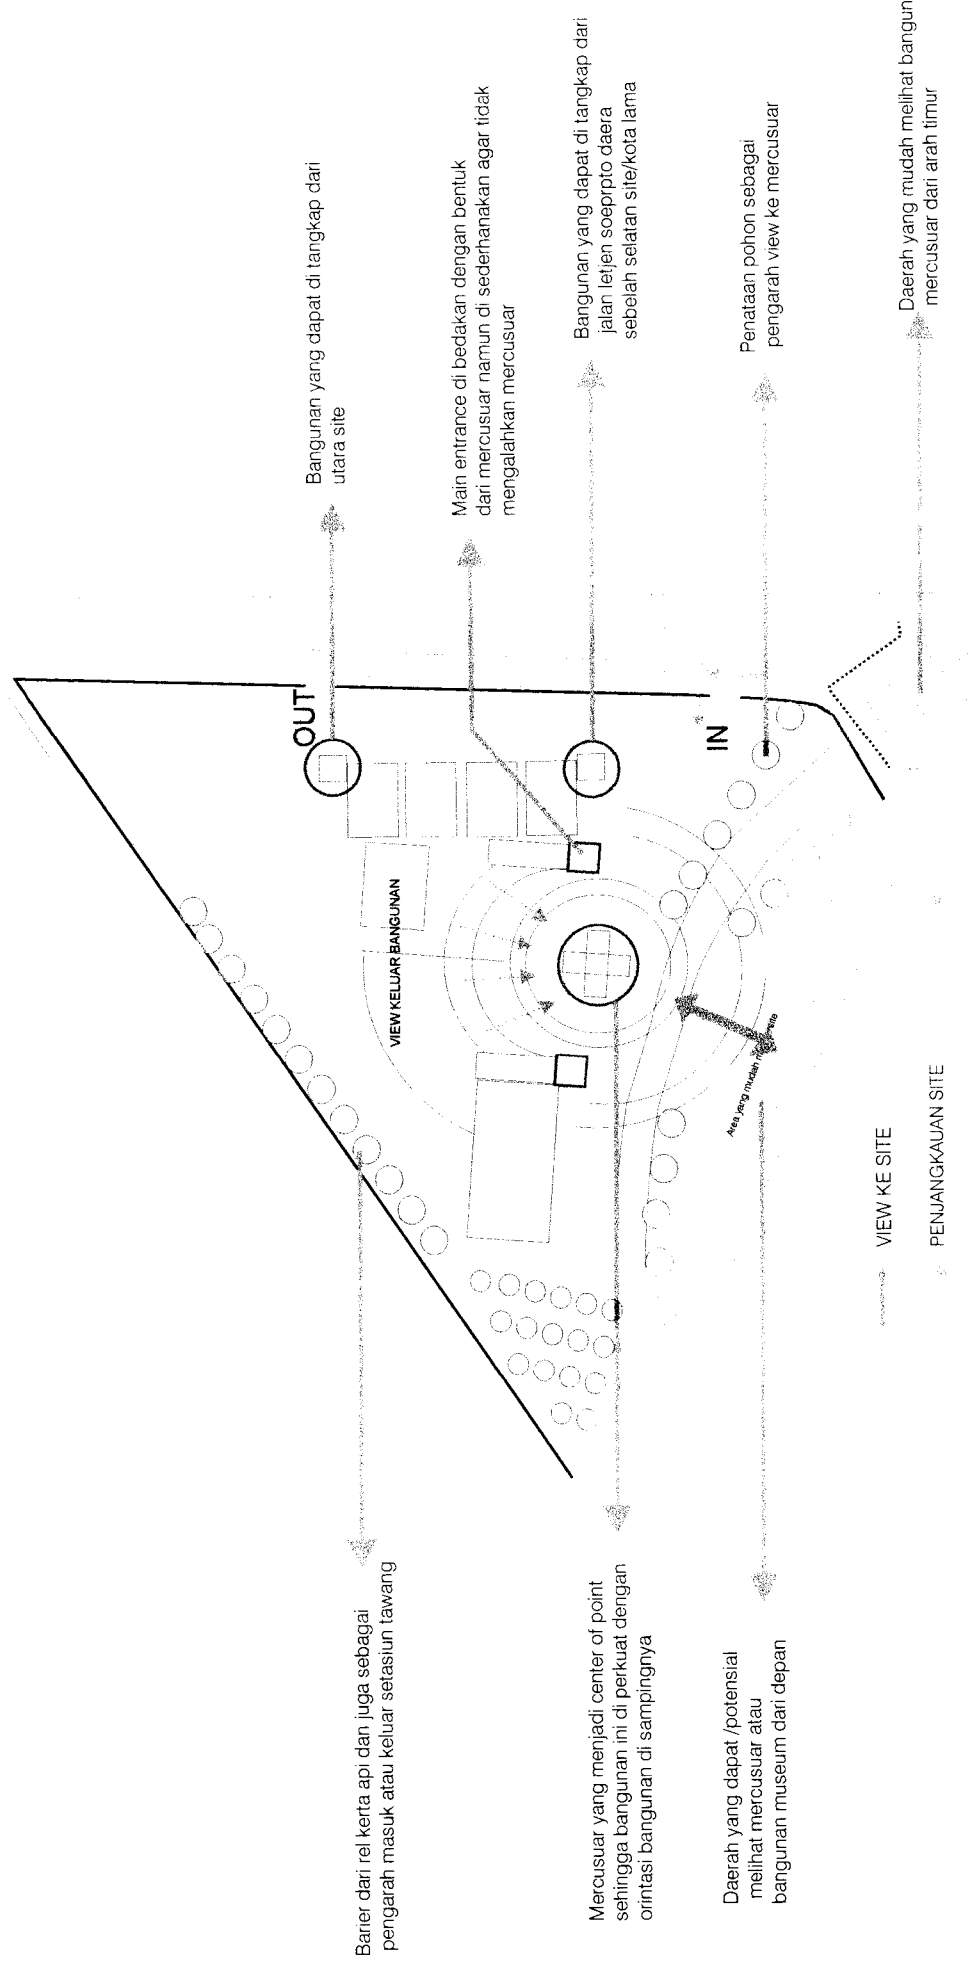 Bangunan yang dapat di tangkap dari
utara site
Main entrance di bedakan dengan bentuk
dari mercusuar namun di sederhanakan agar tidak
mengalahkan mercusuar
Bangunan yang dapat di tangkap dari
jalan letjen soeprpto daera
sebelah selatan site/kota lama
Penataan pohon sebagai
pengarah view ke mercusuar
Daerah yang mudah melihat bangun
mercusuar dari arah timur
OUT
IN
VIEW KELUAR BANGUNAN
Area yang mudah site
Barier dari rel kerta api dan juga sebagai
pengarah masuk atau keluar setasiun tawang
Mercusuar yang menjadi center of point
sehingga bangunan ini di perkuat dengan
orintasi bangunan di sampingnya
Daerah yang dapat /potensial
melihat mercusuar atau
bangunan museum dari depan
VIEW KE SITE
PENJANGKAUAN SITE